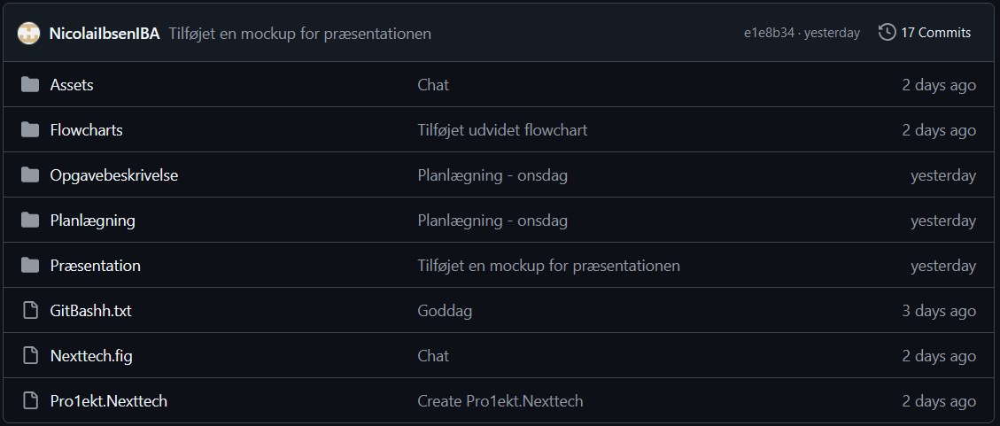 NicolaiIbsenIBA Tilføjet en mockup for præsentationen e1e8b34 · yesterday 17 Commits
Assets Chat 2 days ago
Flowcharts Tilføjet udvidet flowchart 2 days ago
Opgavebeskrivelse Planlægning - onsdag yesterday
Planlægning Planlægning - onsdag yesterday
Præsentation Tilføjet en mockup for præsentationen yesterday
GitBashh.txt Goddag 3 days ago
Nexttech.fig Chat 2 days ago
Pro1ekt.Nexttech Create Pro1ekt.Nexttech 2 days ago